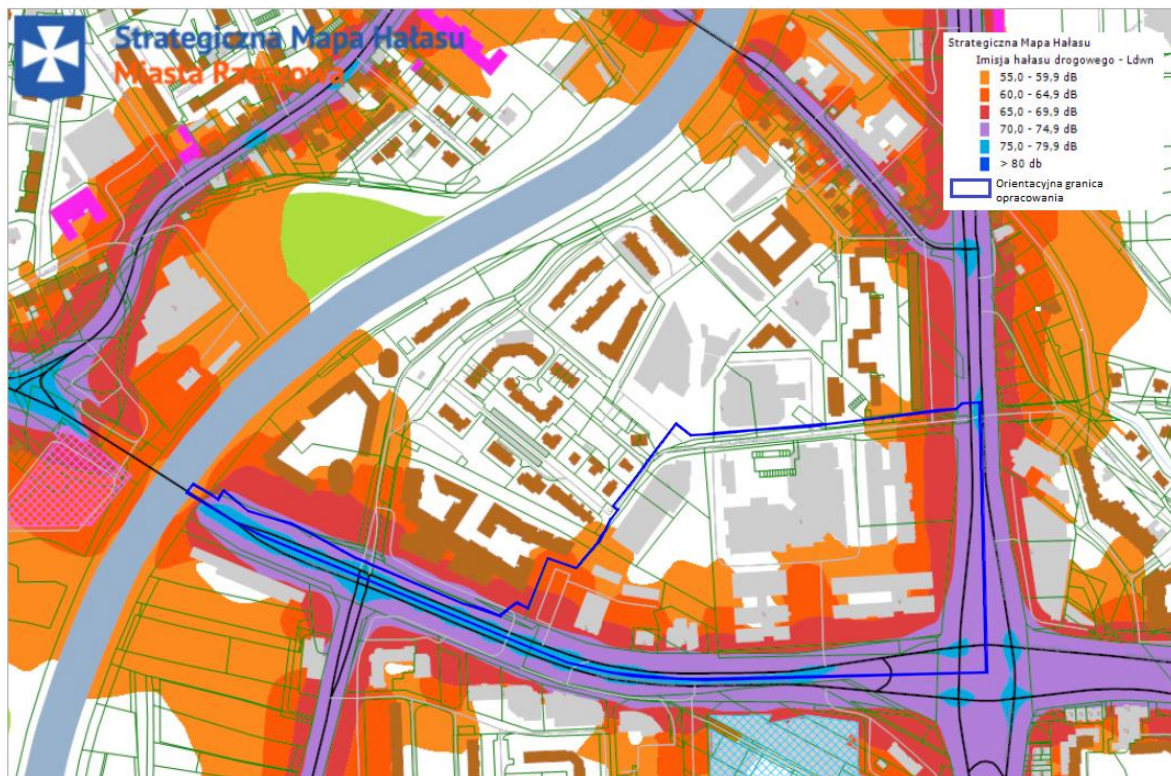 Strategiczna Mapa Hałasu
Miasta Rzeszowa
Strategiczna Mapa Hałasu
Imisja hałasu drogowego - Ldwn
55,0 - 59,9 dB
60,0 - 64,9 dB
65,0 - 69,9 dB
70,0 - 74,9 dB
75,0 - 79,9 dB
> 80 db
Orientacyjna granica
opracowania